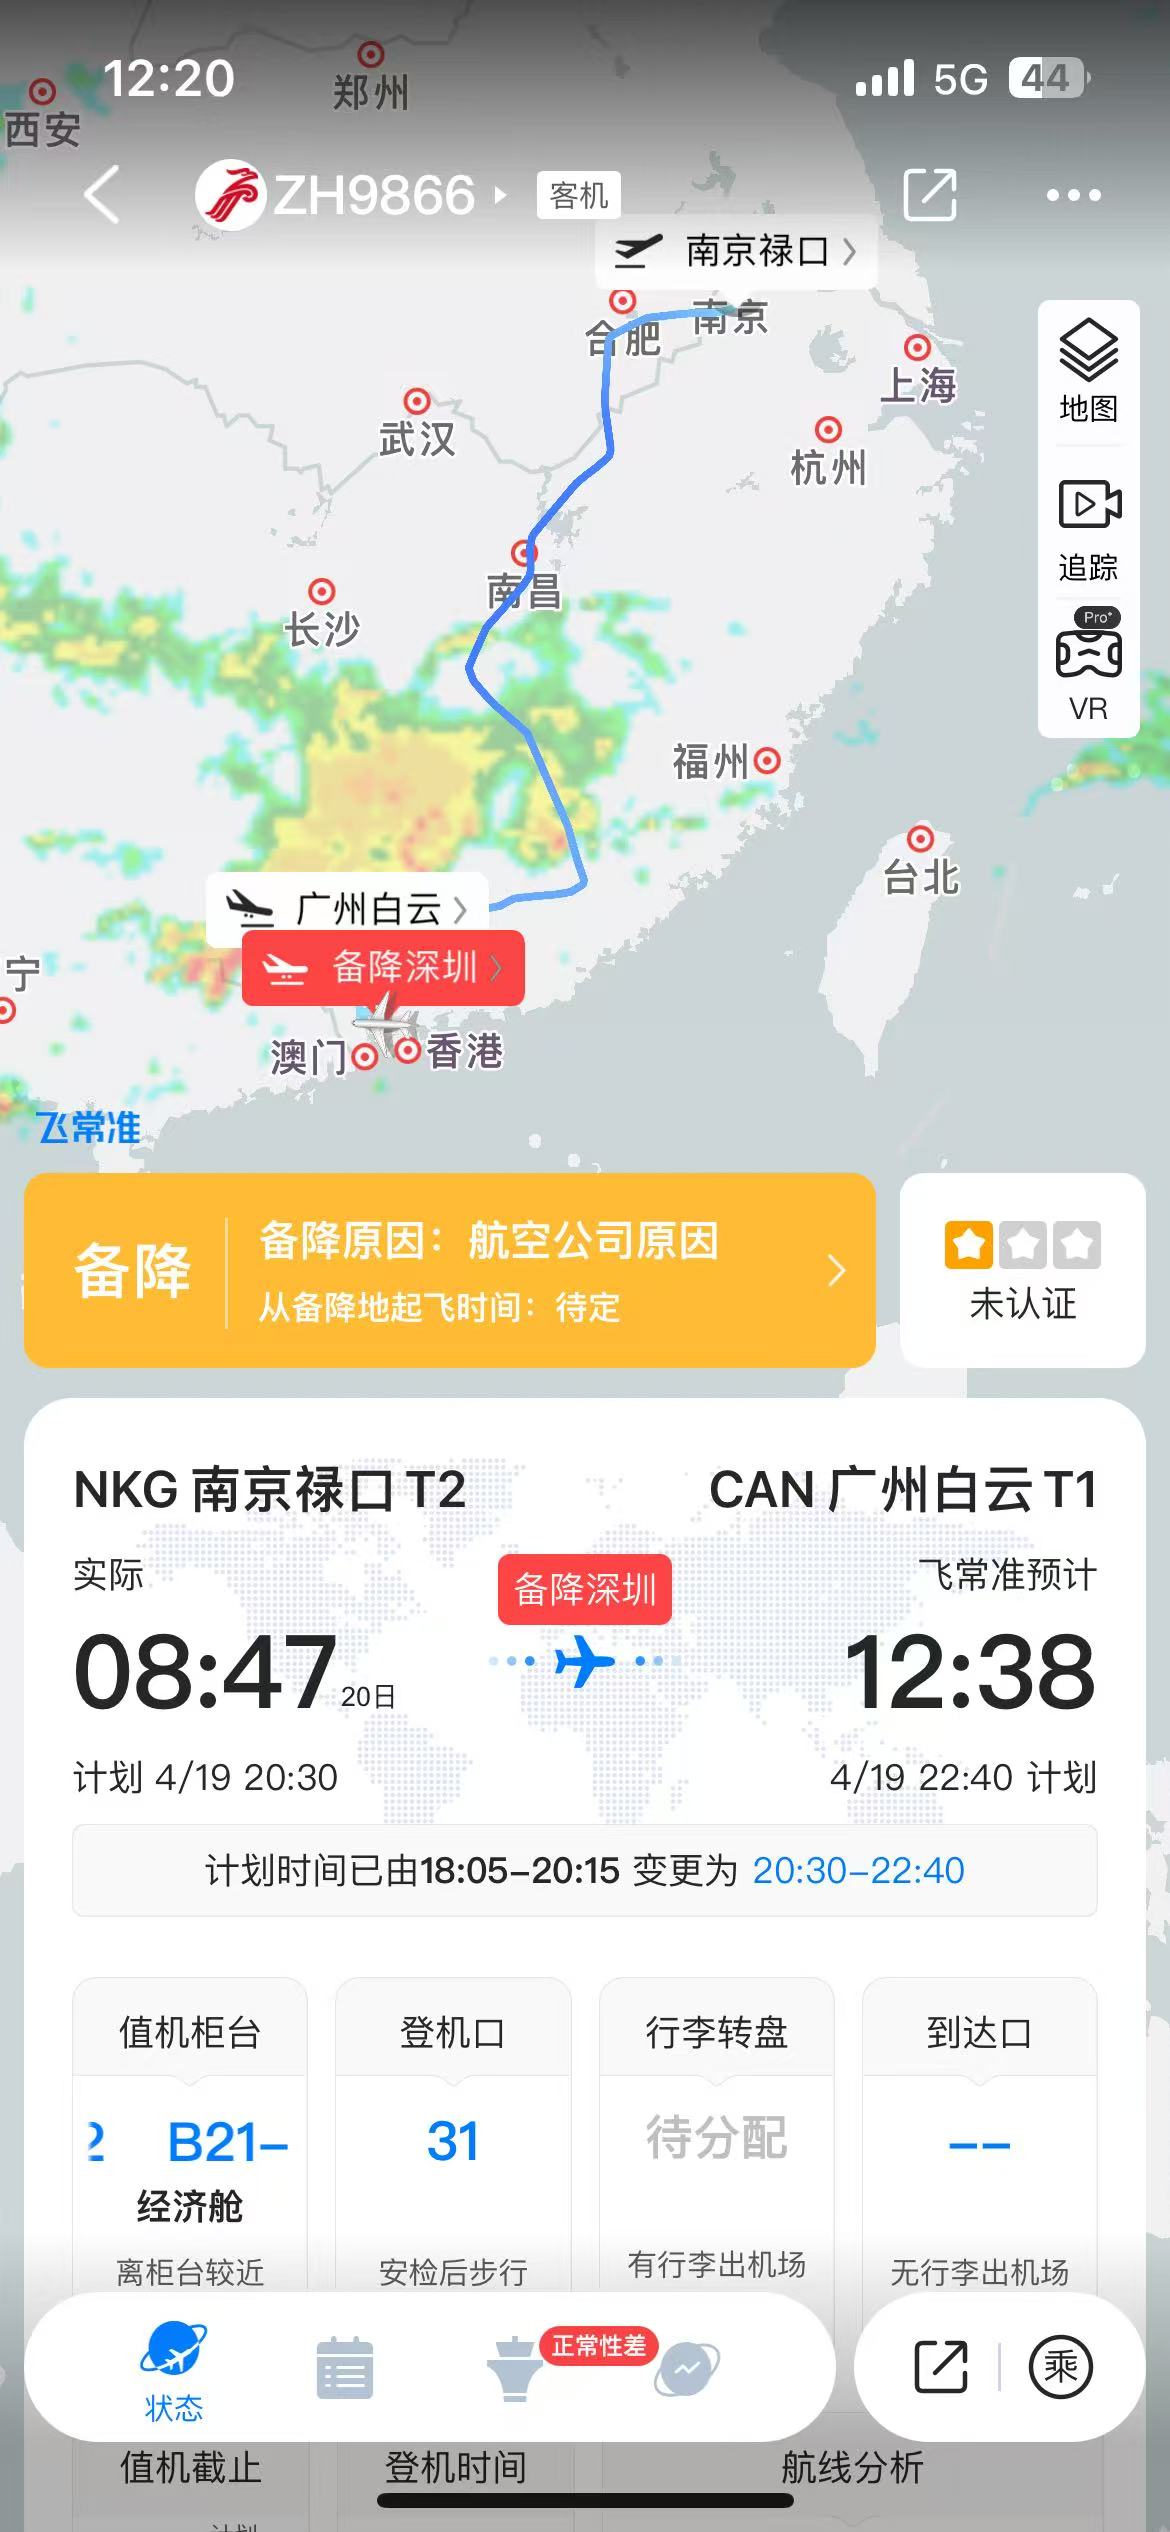 12:20
5G
44
郑州
西安
ZH9866
客机
南京禄口
南京
合肥
上海
地图
武汉
杭州
追踪
南昌
长沙
Pro+
VR
福州
台北
广州白云
备降深圳
宁
澳门
香港
飞常准
备降
备降原因：航空公司原因
从备降地起飞时间：待定
未认证
NKG 南京禄口 T2
CAN 广州白云 T1
实际
备降深圳
飞常准预计
08:47 20日
12:38
计划 4/19 20:30
4/19 22:40 计划
计划时间已由18:05-20:15 变更为 20:30-22:40
值机柜台
登机口
行李转盘
到达口
2 B21-
31
待分配
--
经济舱
离柜台较近
安检后步行
有行李出机场
无行李出机场
正常性差
乘
状态
值机截止
登机时间
航线分析